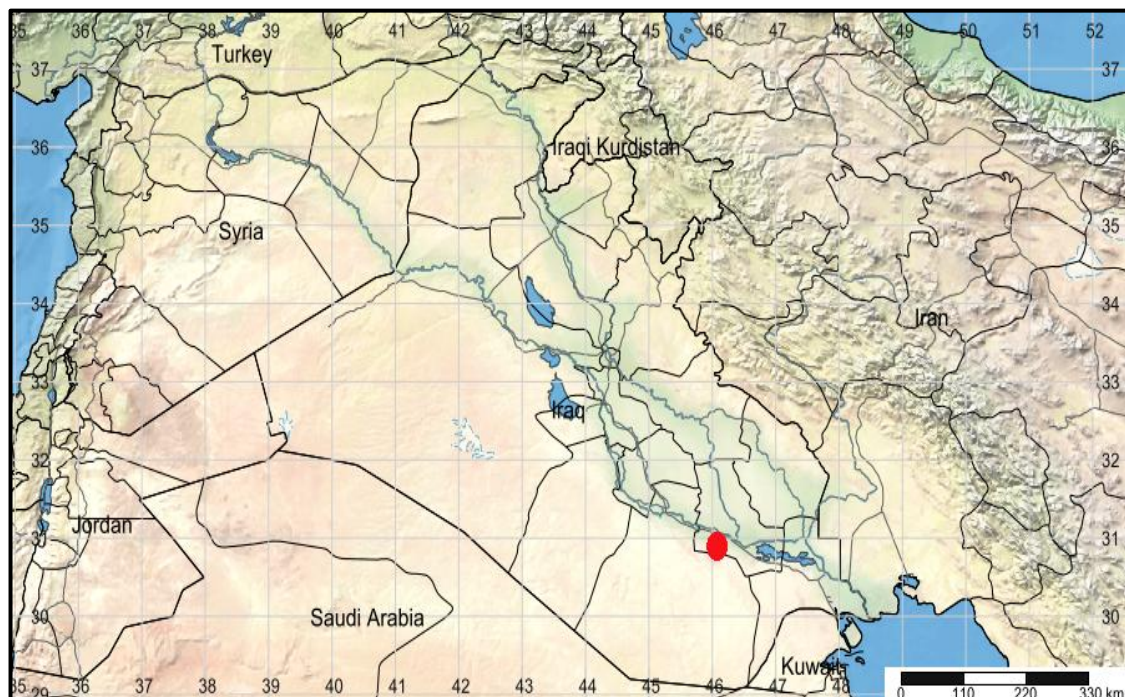 35 36 37 38 39 40 41 42 43 44 45 46 47 48 49 50 51 52
Turkey
37 37
36 Iraqi Kurdistan 36
35 35
Syria
34 34
Iran
33 33
Iraq
32 32
31 31
Jordan
30 30
Saudi Arabia
Kuwait
29
35 36 37 38 39 40 41 42 43 44 45 46 47 48
0 110 220 330 km